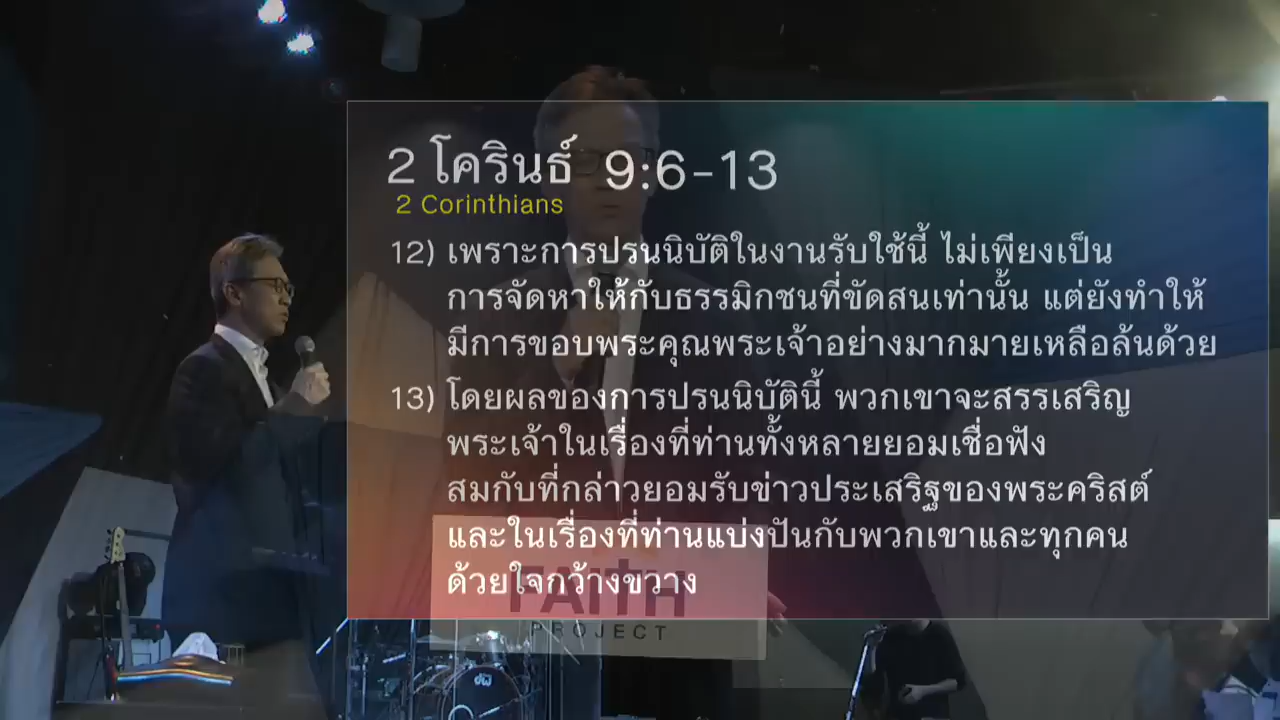 2 โครินธ์ 9:6-13
2 Corinthians
12) เพราะการปรนนิบัติในงานรับใช้นี้ ไม่เพียงเป็น
การจัดหาให้กับธรรมิกชนที่ขัดสนเท่านั้น แต่ยังทำให้
มีการขอบพระคุณพระเจ้าอย่างมากมายเหลือล้นด้วย
13) โดยผลของการปรนนิบัตินี้ พวกเขาจะสรรเสริญ
พระเจ้าในเรื่องที่ท่านทั้งหลายยอมเชื่อฟัง
สมกับที่กล่าวยอมรับข่าวประเสริฐของพระคริสต์
และในเรื่องที่ท่านแบ่งปันกับพวกเขาและทุกคน
ด้วยใจกว้างขวาง
FAITH
PROJECT